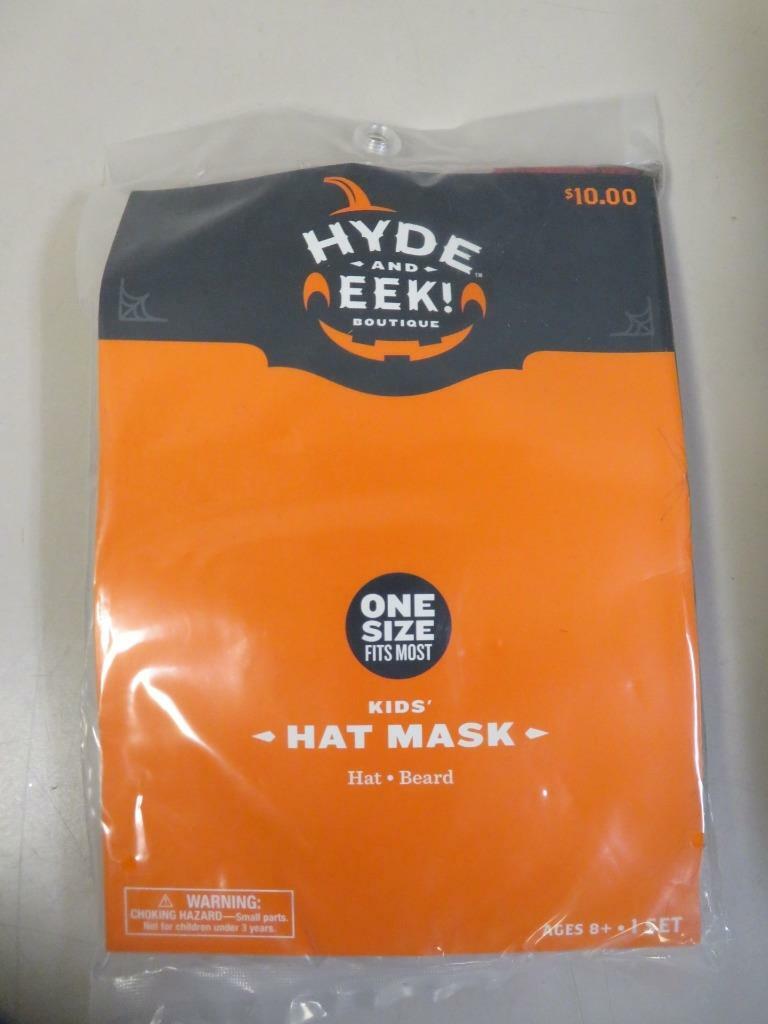 $10.00
HYDE
AND
EEK!
BOUTIQUE
ONE
SIZE
FITS MOST
KIDS'
HAT MASK
Hat • Beard
⚠ WARNING:
CHOKING HAZARD—Small parts.
Not for children under 3 years.
AGES 8+ • 1 SET